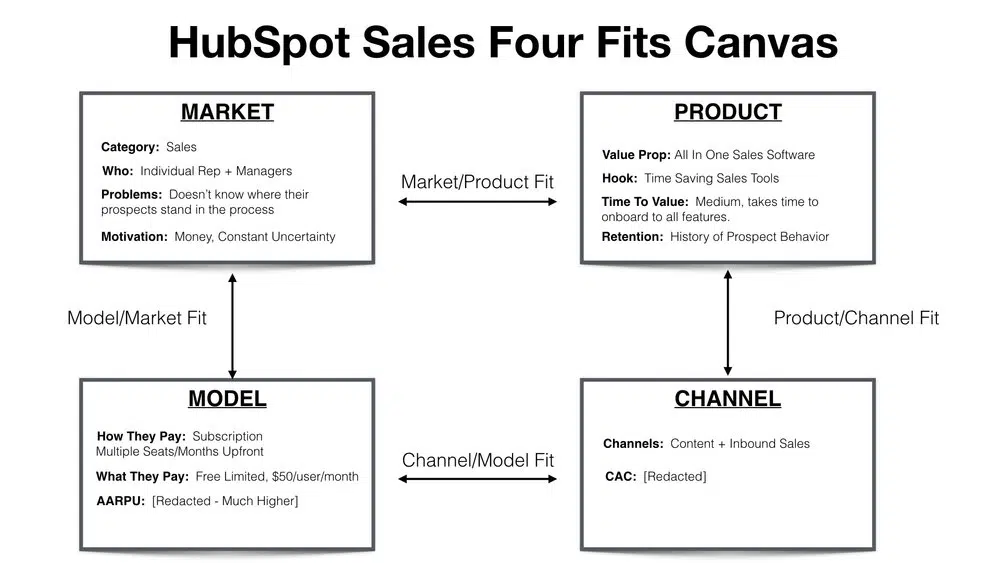 HubSpot Sales Four Fits Canvas
MARKET
Category: Sales
Who: Individual Rep + Managers
Problems: Doesn't know where their
prospects stand in the process
Motivation: Money, Constant Uncertainty
Market/Product Fit
PRODUCT
Value Prop: All In One Sales Software
Hook: Time Saving Sales Tools
Time To Value: Medium, takes time to
onboard to all features.
Retention: History of Prospect Behavior
Model/Market Fit
Product/Channel Fit
MODEL
How They Pay: Subscription
Multiple Seats/Months Upfront
What They Pay: Free Limited, $50/user/month
AARPU: [Redacted - Much Higher]
Channel/Model Fit
CHANNEL
Channels: Content + Inbound Sales
CAC: [Redacted]